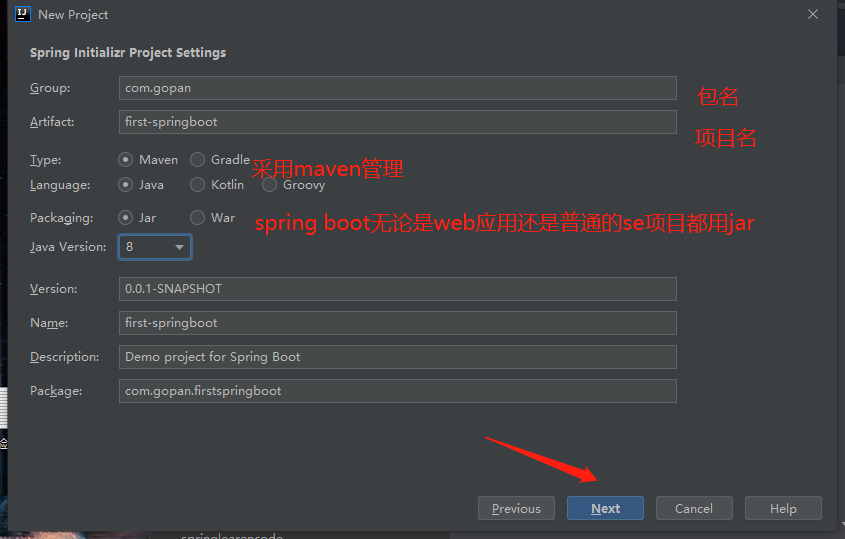 New Project
Spring Initializr Project Settings
Group: com.gopan
包名
Artifact: first-springboot
项目名
Type: Maven Gradle
采用maven管理
Language: Java Kotlin Groovy
Packaging: Jar War
spring boot无论是web应用还是普通的se项目都用jar
Java Version: 8
Version: 0.0.1-SNAPSHOT
Name: first-springboot
Description: Demo project for Spring Boot
Package: com.gopan.firstspringboot
Previous Next Cancel Help